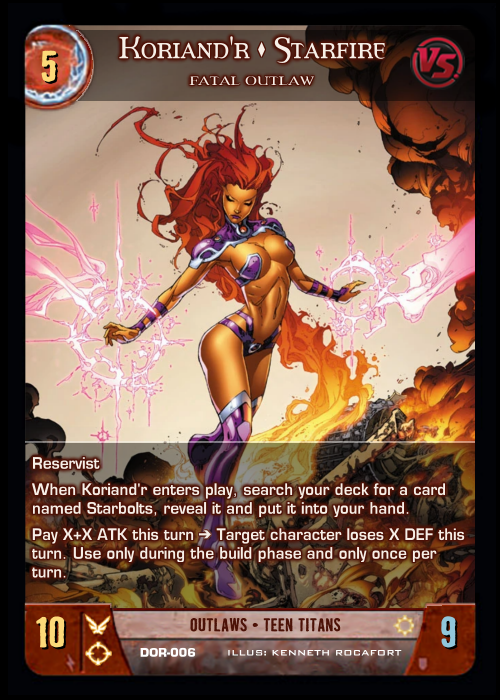 5
KORIAND'R ♦ STARFIRE
VS
FATAL OUTLAW
Reservist
When Koriand'r enters play, search your deck for a card
named Starbolts, reveal it and put it into your hand.
Pay X+X ATK this turn ➔ Target character loses X DEF this
turn. Use only during the build phase and only once per
turn.
10
OUTLAWS • TEEN TITANS
9
DOR-006
ILLUS: KENNETH ROCAFORT